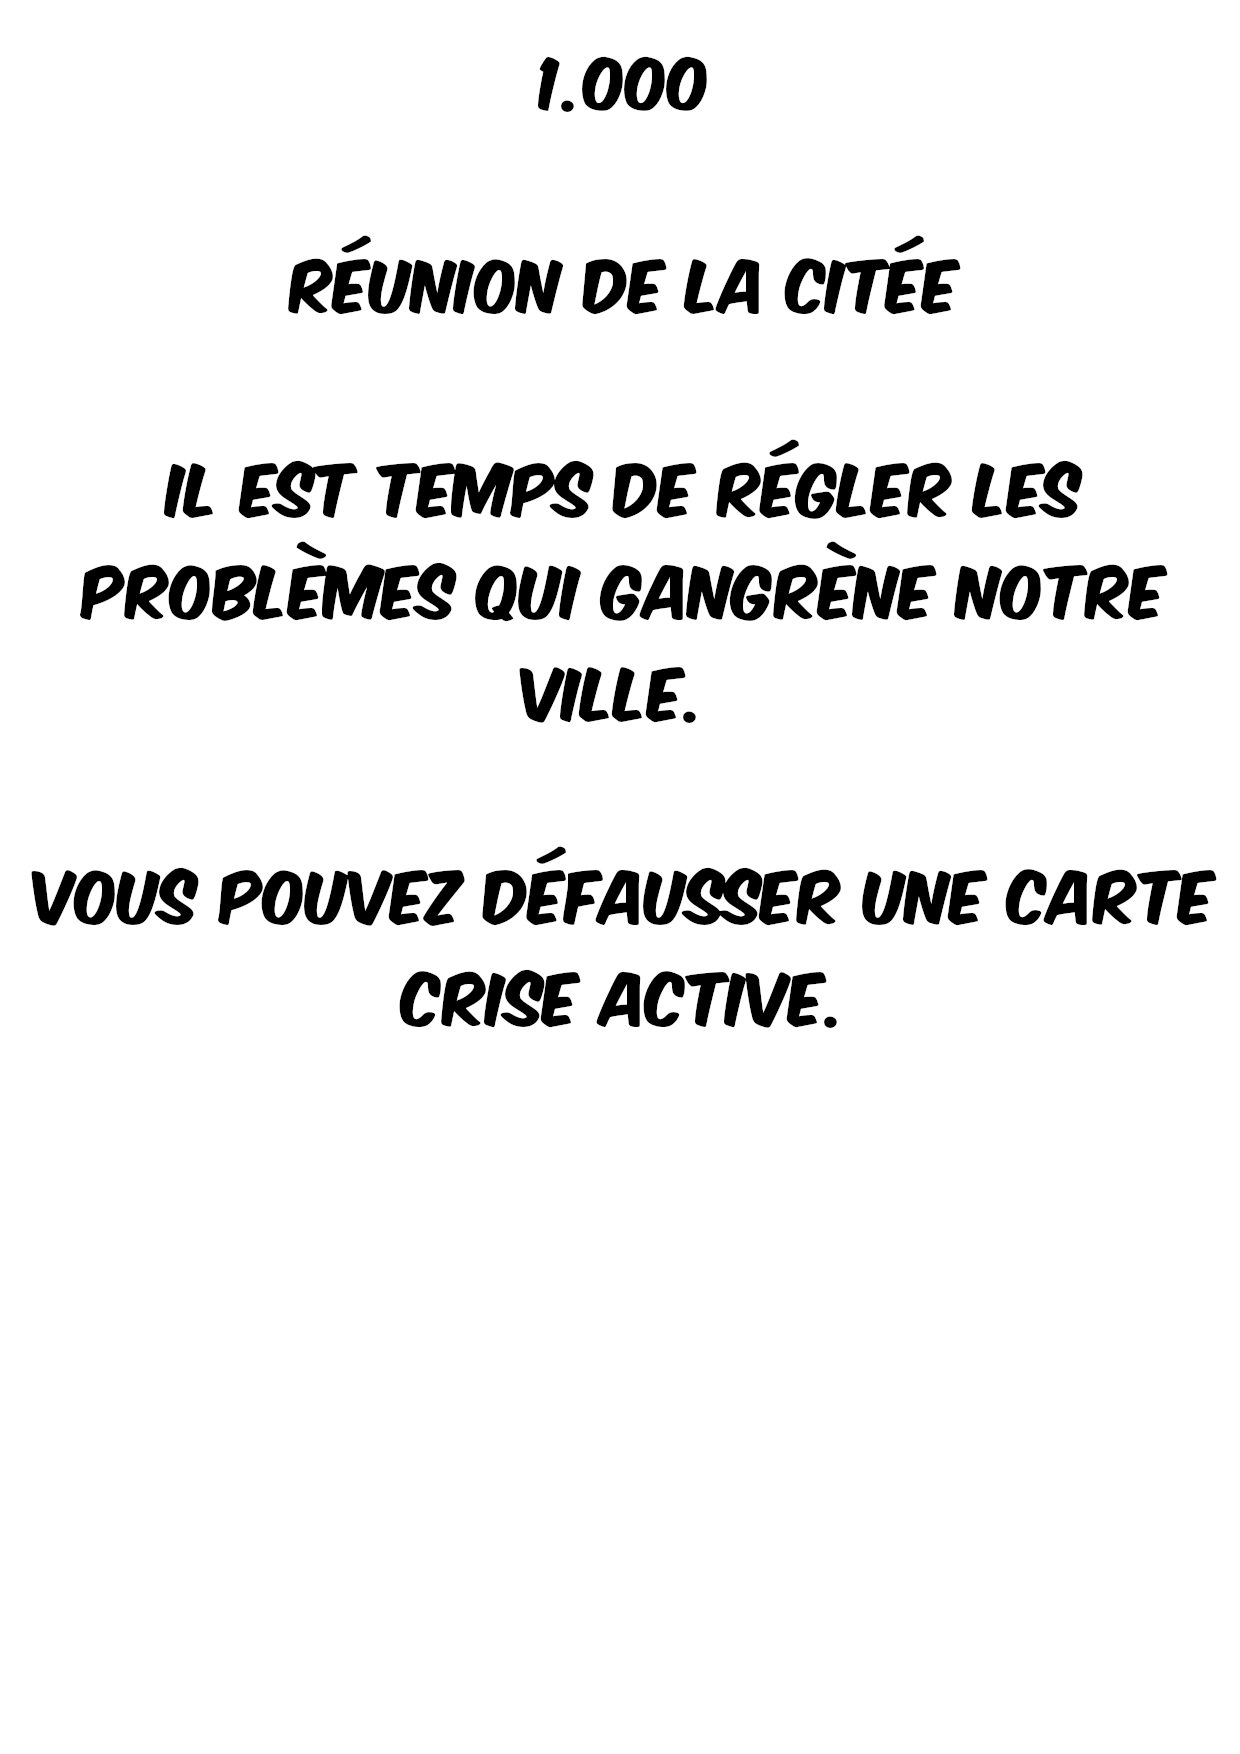 1.000
RÉUNION DE LA CITÉE
IL EST TEMPS DE RÉGLER LES
PROBLÈMES QUI GANGRÈNE NOTRE
VILLE.
VOUS POUVEZ DÉFAUSSER UNE CARTE
CRISE ACTIVE.